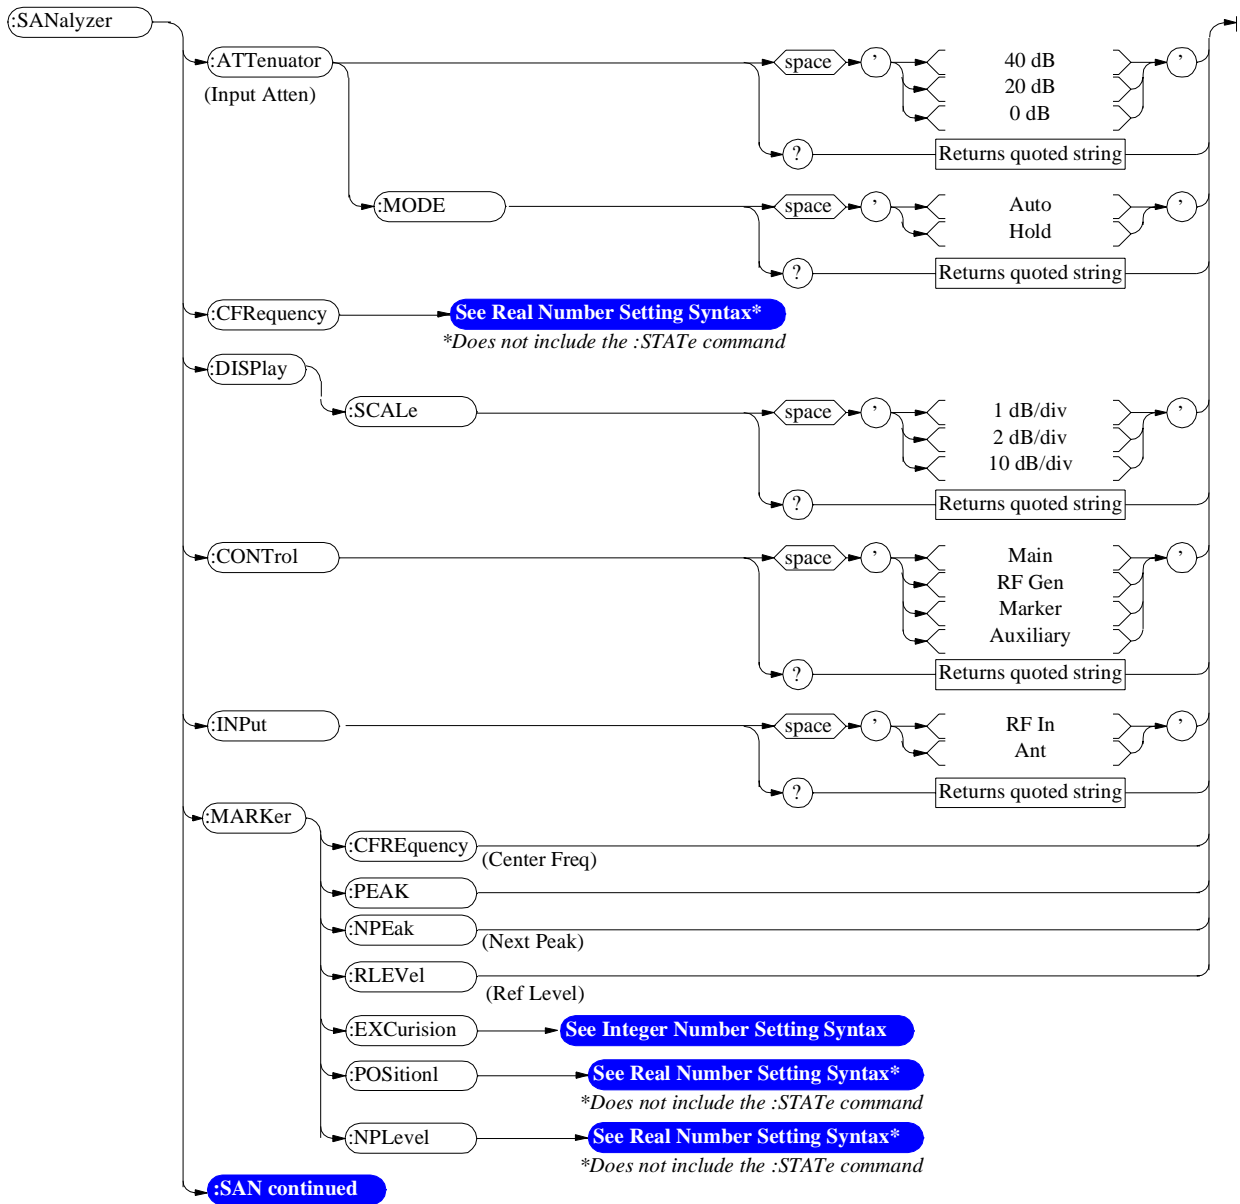 :SANalyzer
:ATTenuator
(Input Atten)
space
'
40 dB
20 dB
0 dB
'
?
Returns quoted string
:MODE
space
'
Auto
Hold
'
?
Returns quoted string
:CFRequency
See Real Number Setting Syntax*
*Does not include the :STATe command
:DISPlay
:SCALe
space
'
1 dB/div
2 dB/div
10 dB/div
'
?
Returns quoted string
:CONTrol
space
'
Main
RF Gen
Marker
Auxiliary
'
?
Returns quoted string
:INPut
space
'
RF In
Ant
'
?
Returns quoted string
:MARKer
:CFREquency
(Center Freq)
:PEAK
:NPEak
(Next Peak)
:RLEVel
(Ref Level)
:EXCurision
See Integer Number Setting Syntax
:POSitionl
See Real Number Setting Syntax*
*Does not include the :STATe command
:NPLevel
See Real Number Setting Syntax*
*Does not include the :STATe command
:SAN continued